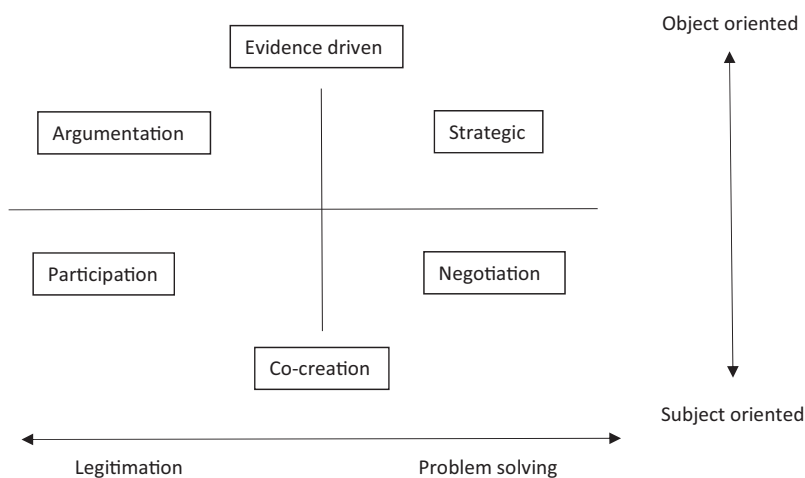 Object oriented
Evidence driven
Argumentation
Strategic
Participation
Negotiation
Co-creation
Subject oriented
Legitimation
Problem solving